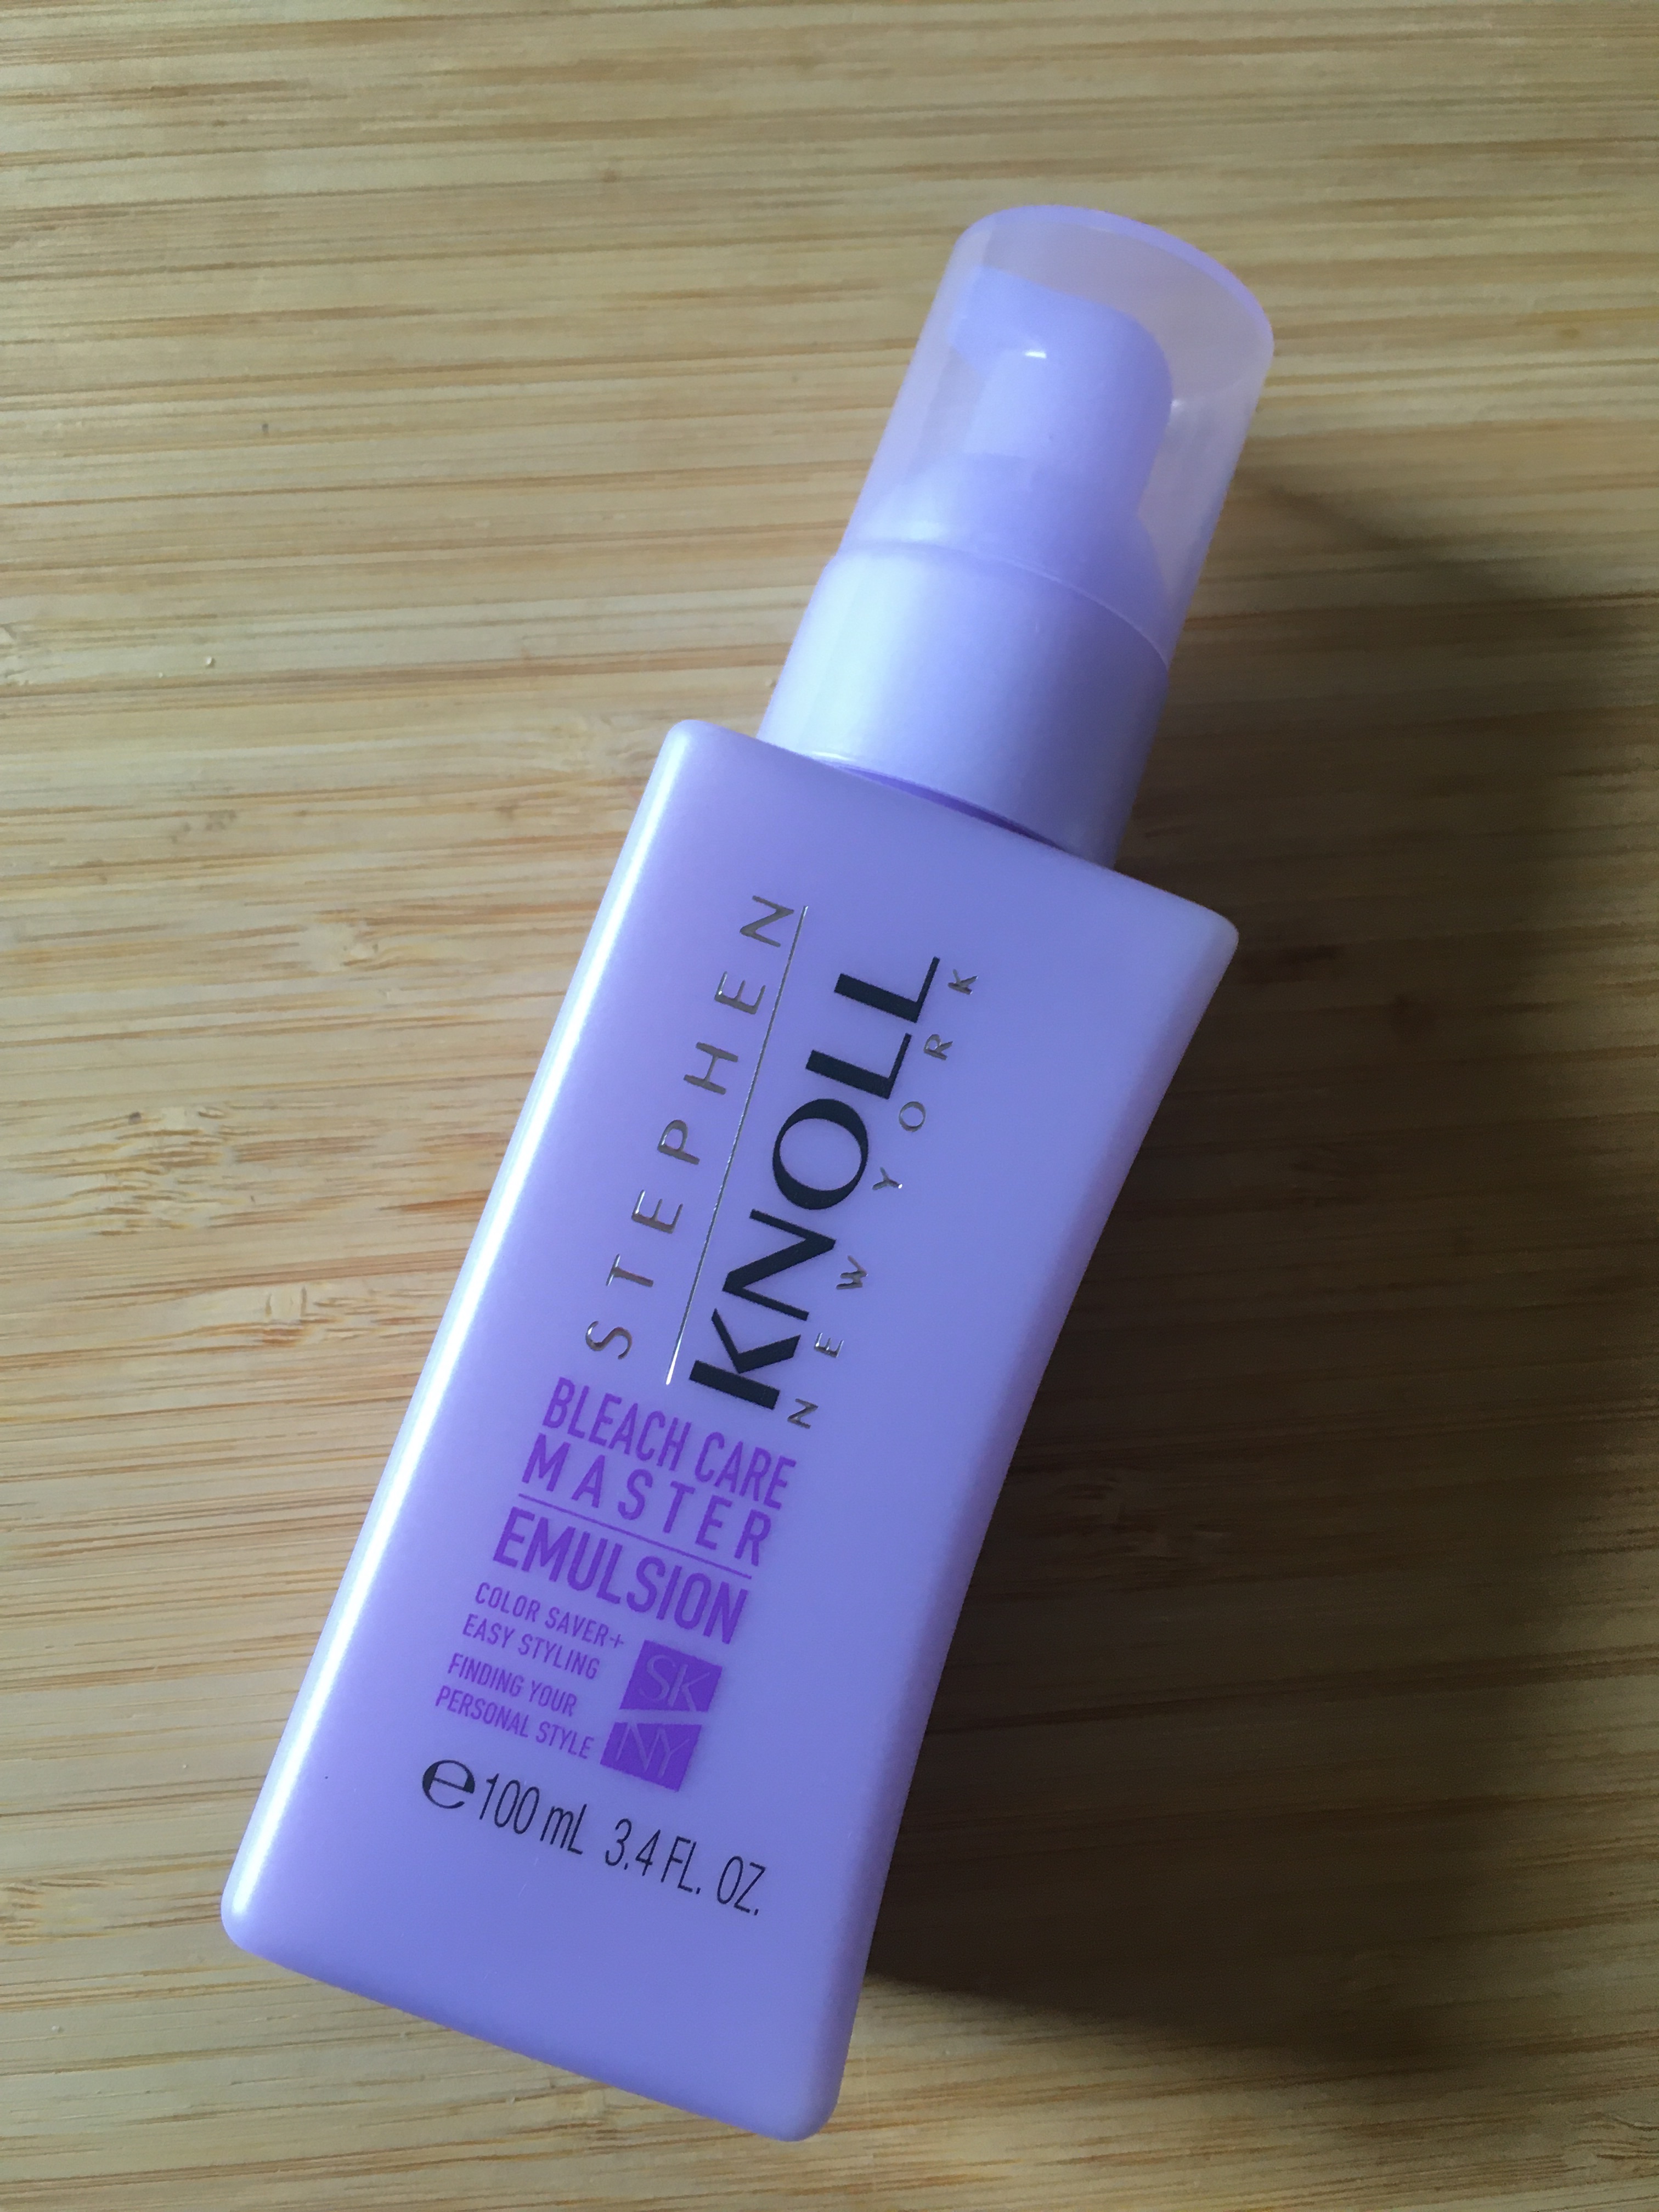 STEPHEN
KNOLL
NEW YORK
BLEACH CARE
MASTER
EMULSION
COLOR SAVER+
EASY STYLING
FINDING YOUR
PERSONAL STYLE
SK
NY
℮100 mL 3.4 FL. OZ.